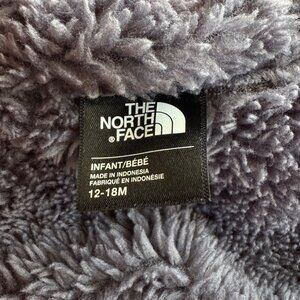 THE
NORTH
FACE
INFANT/BÉBÉ
MADE IN INDONESIA
FABRIQUÉ EN INDONÉSIE
12-18M